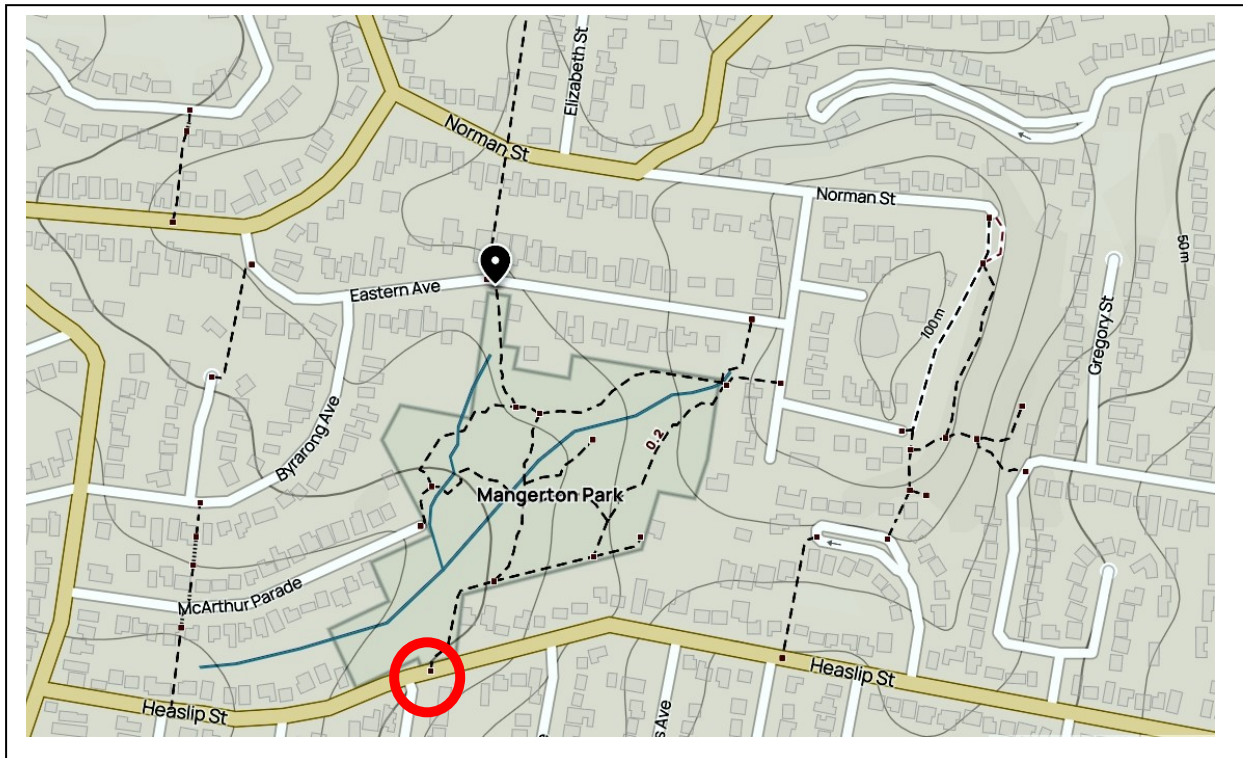 Elizabeth St
Norman St
Norman St
50m
Eastern Ave
100m
Gregory St
Byrarong Ave
0.2
Mangerton Park
McArthur Parade
Heaslip St
Heaslip St
s Ave